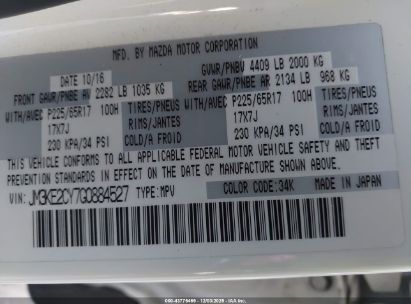 MFD. BY MAZDA MOTOR CORPORATION
DATE 10/16 GVWR/PNBV 4409 LB 2000 KG
FRONT GAWR/PNBE AV 2282 LB 1035 KG REAR GAWR/PNBE AR 2134 LB 968 KG
WITH/AVEC P225/65R17 100H TIRES/PNEUS WITH/AVEC P225/65R17 100H TIRES/PNEUS
17X7J RIMS/JANTES 17X7J RIMS/JANTES
230 KPA/34 PSI COLD/A FROID 230 KPA/34 PSI COLD/A FROID
THIS VEHICLE CONFORMS TO ALL APPLICABLE FEDERAL MOTOR VEHICLE SAFETY AND THEFT
PREVENTION STANDARDS IN EFFECT ON THE DATE OF MANUFACTURE SHOWN ABOVE.
VIN: JM3KE2CY7G0884527 TYPE: MPV COLOR CODE: 34K MADE IN JAPAN